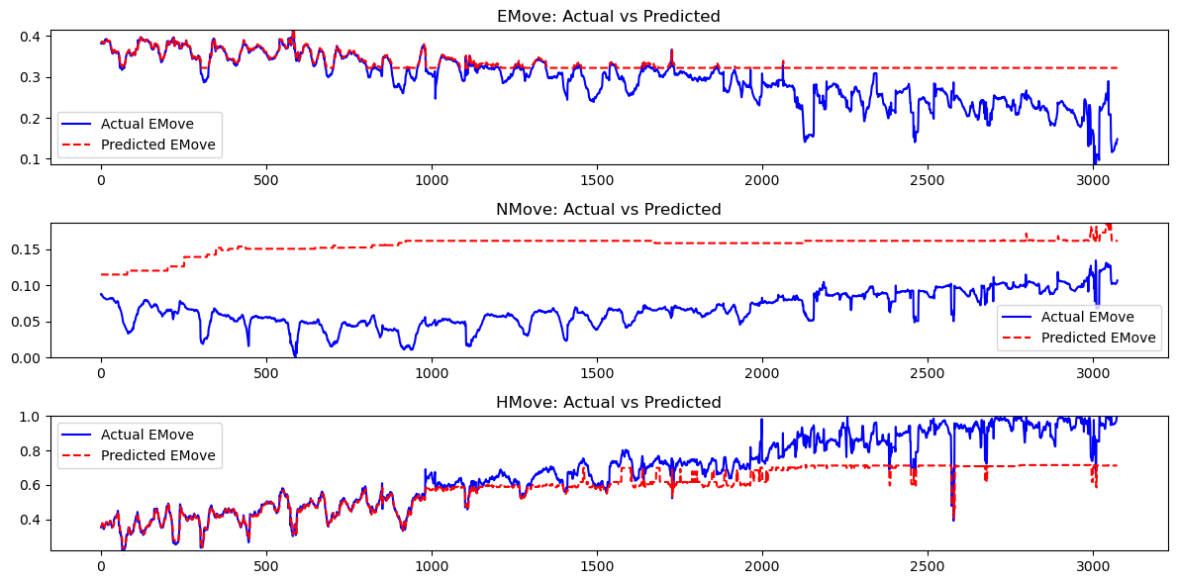 EMove: Actual vs Predicted
0.4
0.3
0.2
0.1
Actual EMove
Predicted EMove
0 500 1000 1500 2000 2500 3000
NMove: Actual vs Predicted
0.15
0.10
0.05
0.00
Actual EMove
Predicted EMove
0 500 1000 1500 2000 2500 3000
HMove: Actual vs Predicted
1.0
0.8
0.6
0.4
Actual EMove
Predicted EMove
0 500 1000 1500 2000 2500 3000